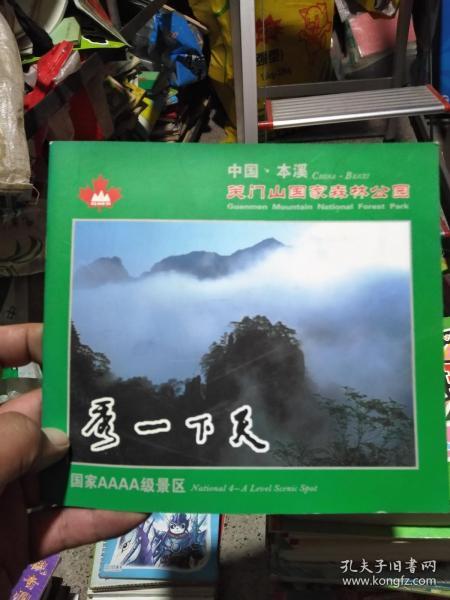 中国、本溪 CHINA - BENXI
关门山国家森林公园
Guanmen Mountain National Forest Park
秀一下天
国家AAAA级景区 National 4-A Level Scenic Spot
孔夫子旧书网
www.kongfz.com